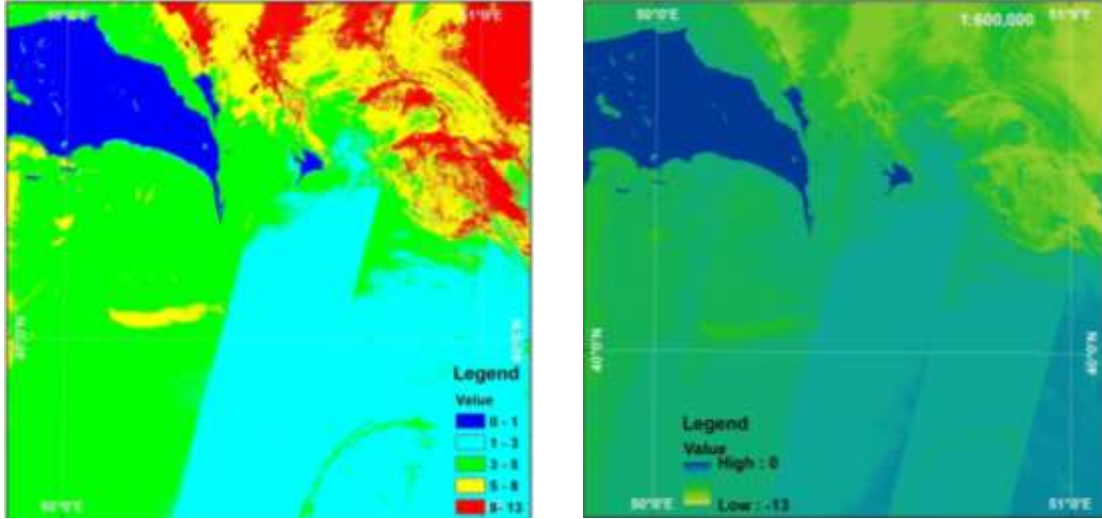 50°0'E
51°0'E
40°0'N
40°0'N
Legend
Value
0 - 1
1 - 3
3 - 5
5 - 8
8- 13
50°0'E
50°0'E
51°0'E
1:600,000
40°0'N
40°0'N
Legend
Value
High : 0
Low : -13
50°0'E
51°0'E